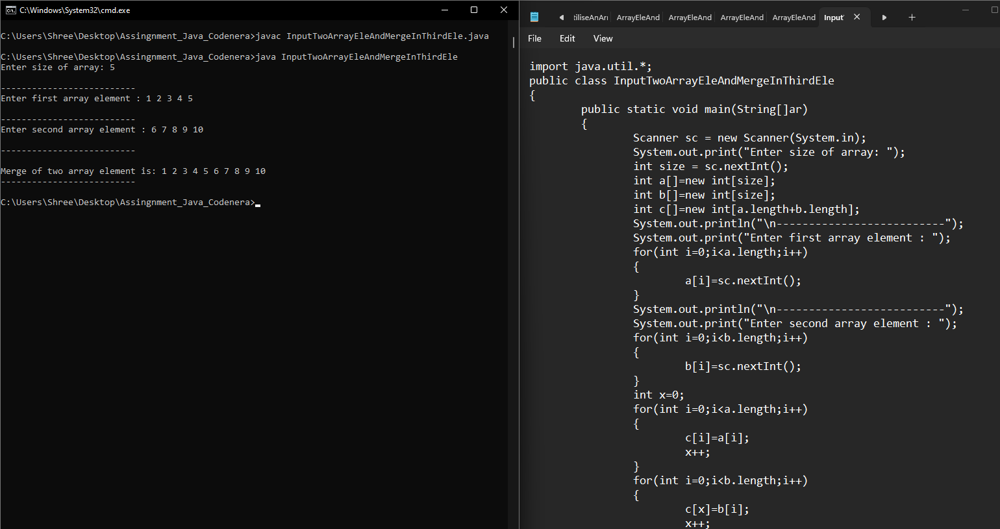 C:\Windows\System32\cmd.exe
C:\Users\Shree\Desktop\Assingnment_Java_Codenera>javac InputTwoArrayEleAndMergeInThirdEle.java
C:\Users\Shree\Desktop\Assingnment_Java_Codenera>java InputTwoArrayEleAndMergeInThirdEle
Enter size of array: 5
--------------------------
Enter first array element : 1 2 3 4 5
--------------------------
Enter second array element : 6 7 8 9 10
--------------------------
Merge of two array element is: 1 2 3 4 5 6 7 8 9 10
--------------------------
C:\Users\Shree\Desktop\Assingnment_Java_Codenera>
tiliseAnArr ArrayEleAnd ArrayEleAnd ArrayEleAnd ArrayEleAnd InputT
File Edit View
import java.util.*;
public class InputTwoArrayEleAndMergeInThirdEle
{
public static void main(String[]ar)
{
Scanner sc = new Scanner(System.in);
System.out.print("Enter size of array: ");
int size = sc.nextInt();
int a[]=new int[size];
int b[]=new int[size];
int c[]=new int[a.length+b.length];
System.out.println("\n--------------------------");
System.out.print("Enter first array element : ");
for(int i=0;i<a.length;i++)
{
a[i]=sc.nextInt();
}
System.out.println("\n--------------------------");
System.out.print("Enter second array element : ");
for(int i=0;i<b.length;i++)
{
b[i]=sc.nextInt();
}
int x=0;
for(int i=0;i<a.length;i++)
{
c[i]=a[i];
x++;
}
for(int i=0;i<b.length;i++)
{
c[x]=b[i];
x++;